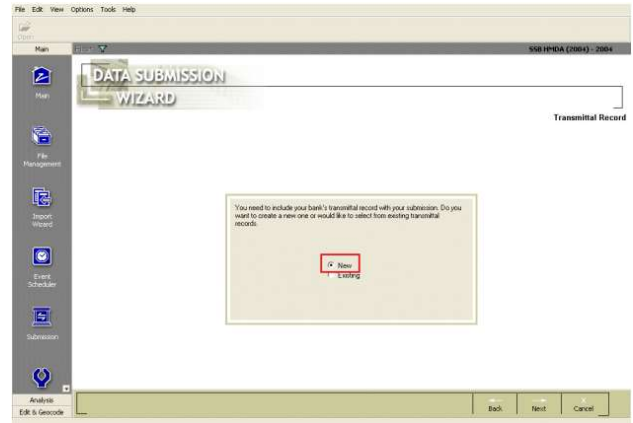 File Edit View Options Tools Help
Open
Main
SSB HMDA (2004) - 2004
DATA SUBMISSION
WIZARD
Transmittal Record
Main
File
Management
Import
Wizard
Event
Scheduler
Submission
You need to include your bank's transmittal record with your submission. Do you
want to create a new one or would like to select from existing transmittal
records.
New
Existing
Analysis
Edit & Geocode
Back Next Cancel